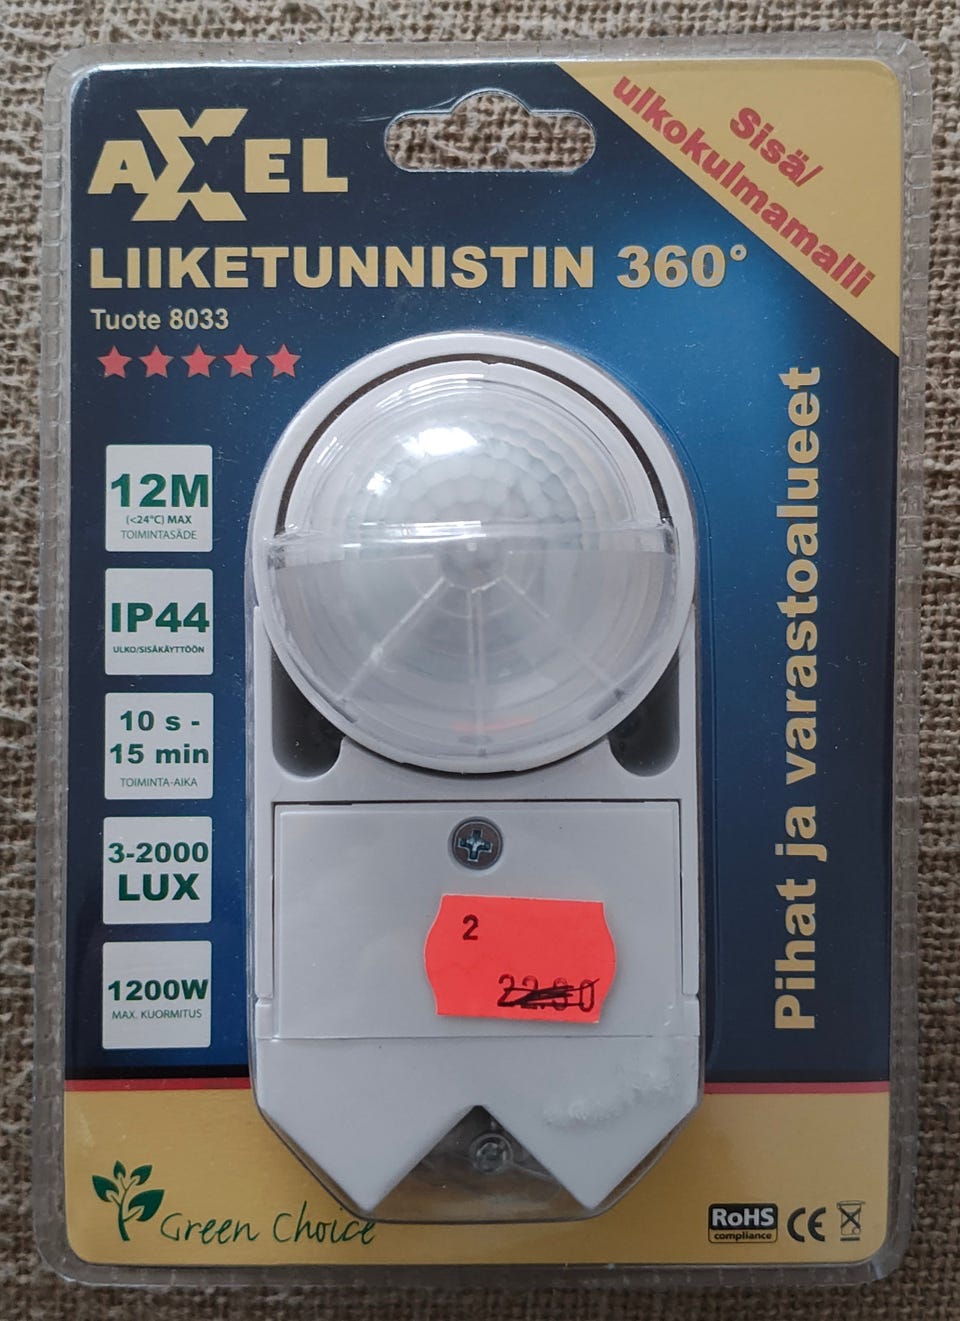 AXEL
LIIKETUNNISTIN 360°
Tuote 8033
Sisä/
ulkokulmamalli
12M
(<24°C) MAX
TOIMINTASÄDE
IP44
ULKO/SISÄKÄYTTÖÖN
10 s -
15 min
TOIMINTA-AIKA
3-2000
LUX
1200W
MAX. KUORMITUS
Pihat ja varastoalueet
2
22.80
Green Choice
RoHS
compliance
CE